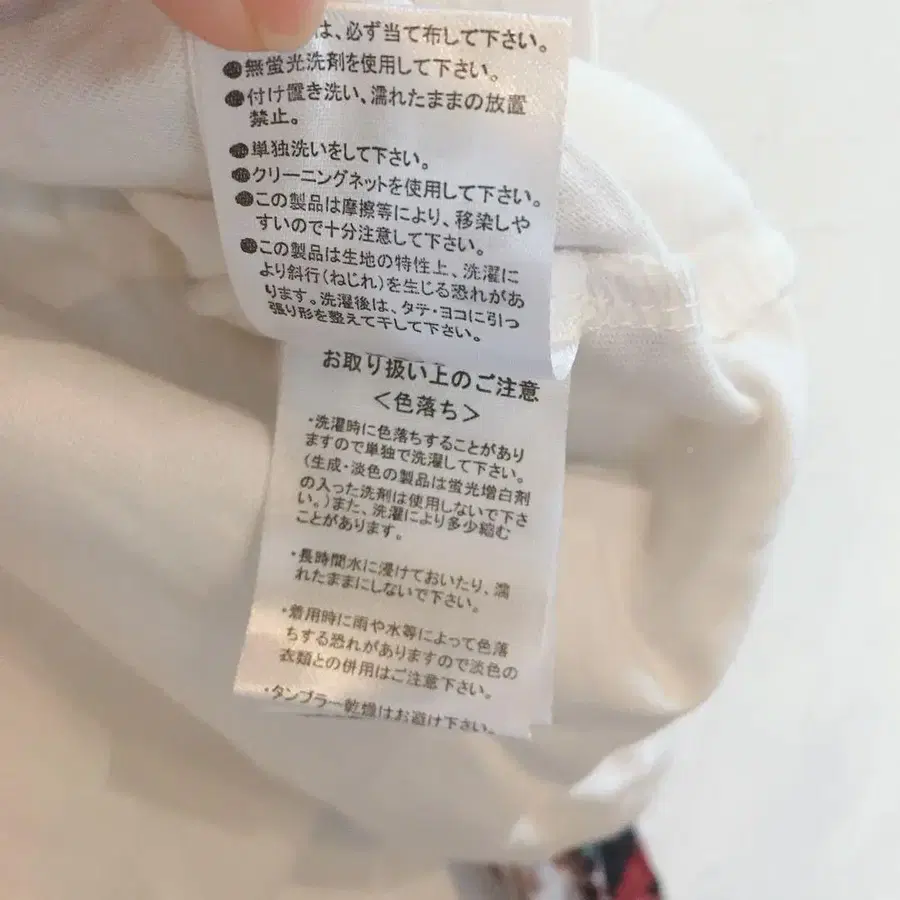 は、必ず当て布して下さい。
●無蛍光洗剤を使用して下さい。
●付け置き洗い、濡れたままの放置
禁止。
●単独洗いをして下さい。
●クリーニングネットを使用して下さい。
●この製品は摩擦等により、移染しや
すいので十分注意して下さい。
●この製品は生地の特性上、洗濯に
より斜行(ねじれ)を生じる恐れがあ
ります。洗濯後は、タテ・ヨコに引っ
張り形を整えて干して下さい。
お取り扱い上のご注意
<色落ち>
・洗濯時に色落ちすることがあり
ますので単独で洗濯して下さい。
(生成・淡色の製品は蛍光増白剤
の入った洗剤は使用しないで下さ
い。)また、洗濯により多少縮む
ことがあります。
・長時間水に浸けておいたり、濡
れたままにしないで下さい。
・着用時に雨や水等によって色落
ちする恐れがありますので淡色の
衣類との併用はご注意下さい。
・タンブラー乾燥はお避け下さい。